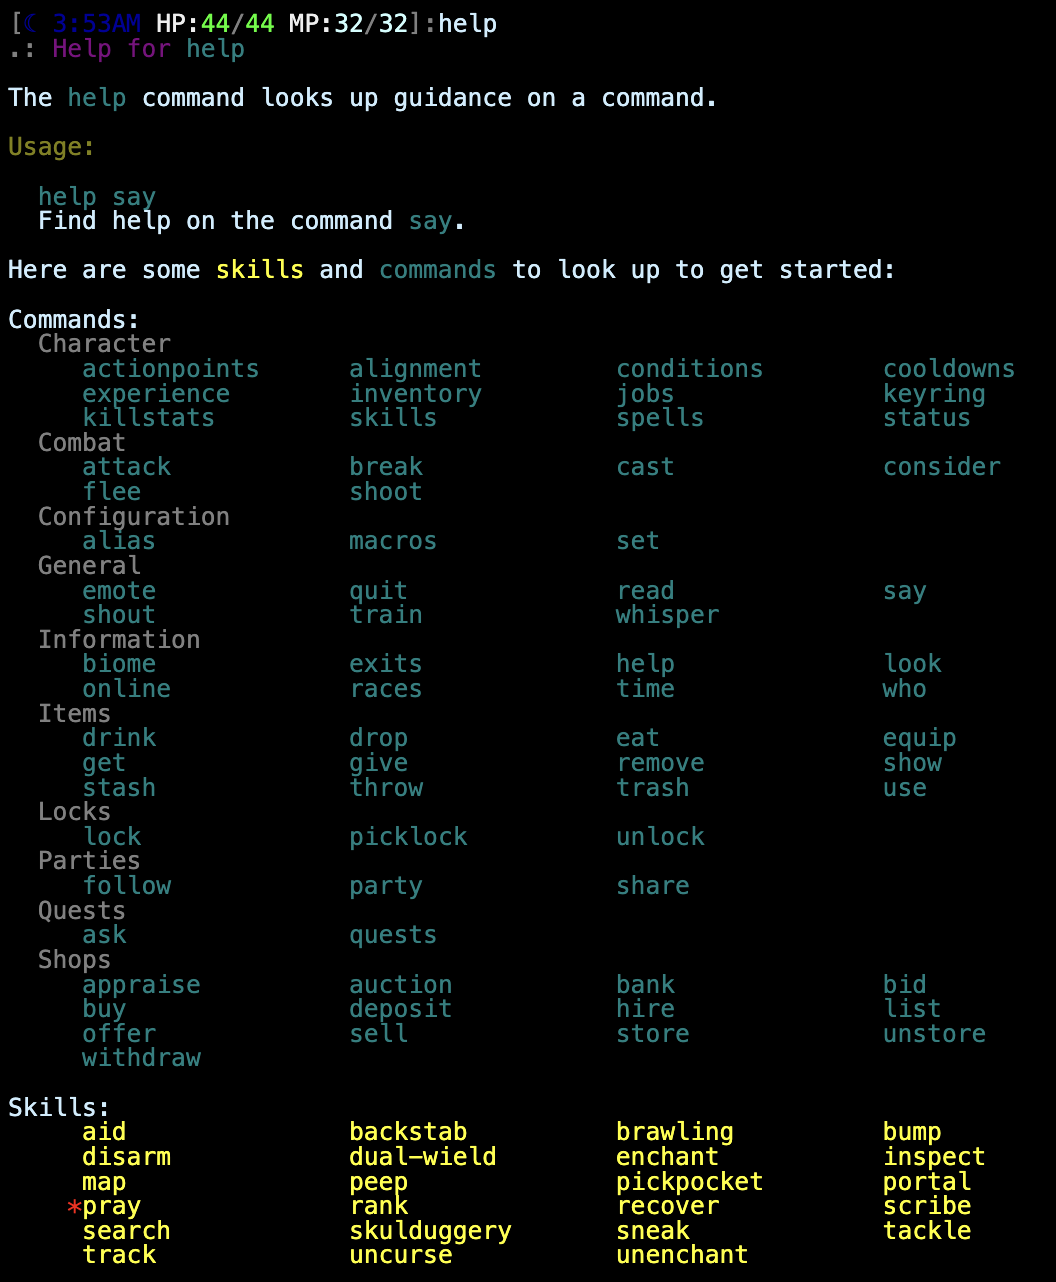 [☾ 3:53AM HP:44/44 MP:32/32]:help
.: Help for help
The help command looks up guidance on a command.
Usage:
help say
Find help on the command say.
Here are some skills and commands to look up to get started:
Commands:
Character
actionpoints alignment conditions cooldowns
experience inventory jobs keyring
killstats skills spells status
Combat
attack break cast consider
flee shoot
Configuration
alias macros set
General
emote quit read say
shout train whisper
Information
biome exits help look
online races time who
Items
drink drop eat equip
get give remove show
stash throw trash use
Locks
lock picklock unlock
Parties
follow party share
Quests
ask quests
Shops
appraise auction bank bid
buy deposit hire list
offer sell store unstore
withdraw
Skills:
aid backstab brawling bump
disarm dual-wield enchant inspect
map peep pickpocket portal
*pray rank recover scribe
search skulduggery sneak tackle
track uncurse unenchant